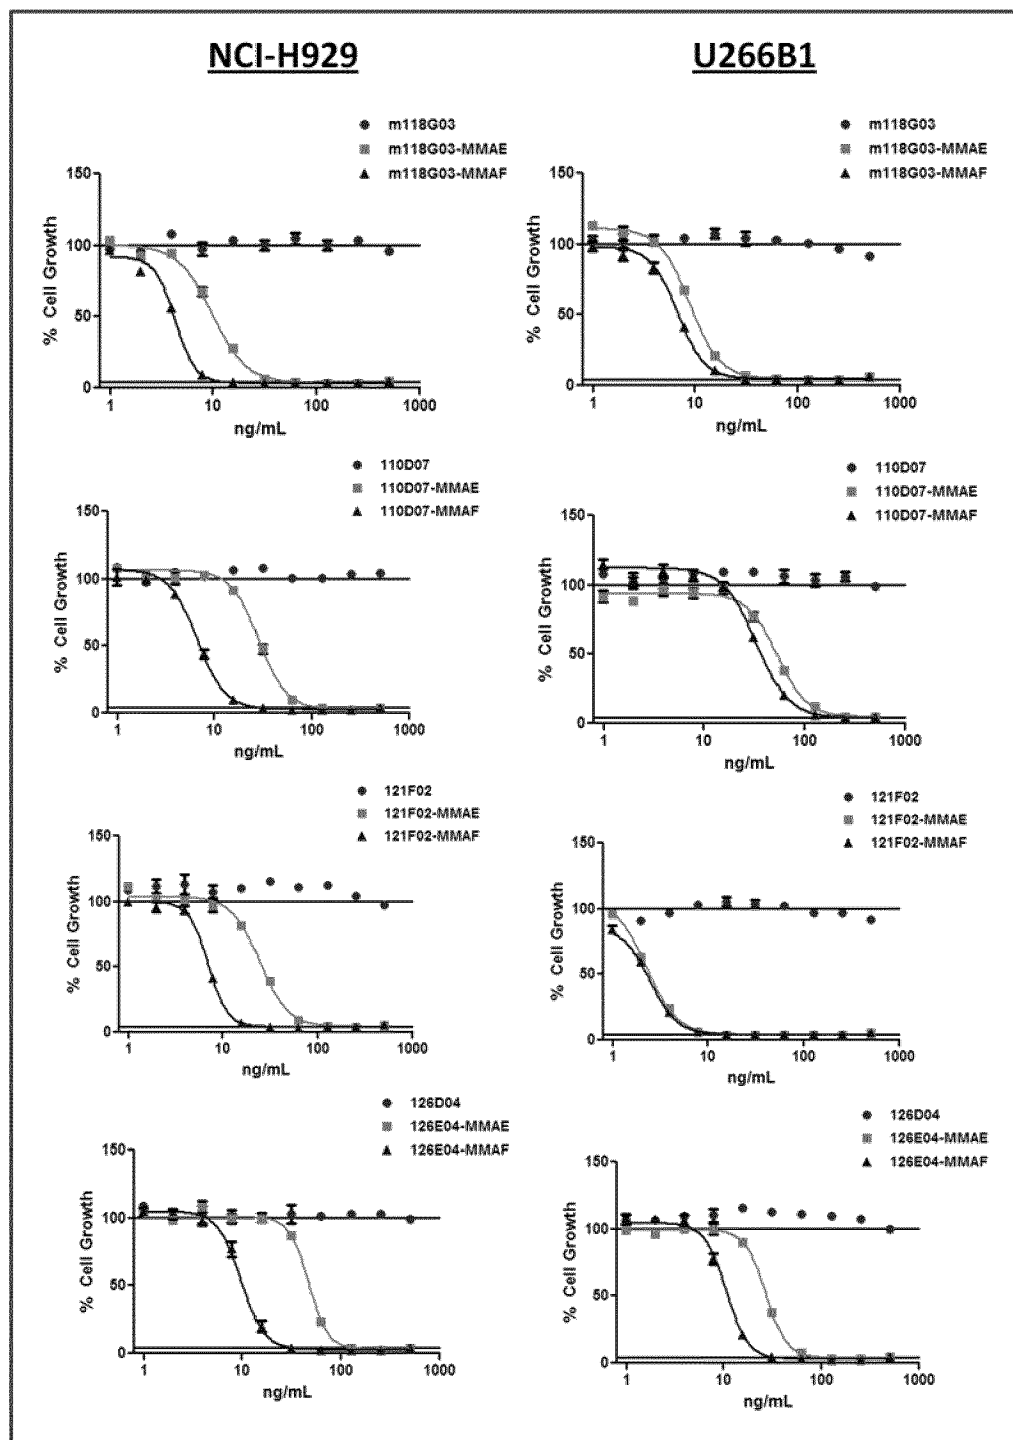 NCI-H929
U266B1
m118G03
m118G03-MMAE
m118G03-MMAF
150
100
50
0
% Cell Growth
1
10
100
1000
ng/mL
m118G03
m118G03-MMAE
m118G03-MMAF
150
100
50
0
% Cell Growth
1
10
100
1000
ng/mL
110D07
110D07-MMAE
110D07-MMAF
150
100
50
0
% Cell Growth
1
10
100
1000
ng/mL
110D07
110D07-MMAE
110D07-MMAF
150
100
50
0
% Cell Growth
1
10
100
1000
ng/mL
121F02
121F02-MMAE
121F02-MMAF
150
100
50
0
% Cell Growth
1
10
100
1000
ng/mL
121F02
121F02-MMAE
121F02-MMAF
150
100
50
0
% Cell Growth
1
10
100
1000
ng/mL
126D04
126E04-MMAE
126E04-MMAF
150
100
50
0
% Cell Growth
1
10
100
1000
ng/mL
126D04
126E04-MMAE
126E04-MMAF
150
100
50
0
% Cell Growth
1
10
100
1000
ng/mL